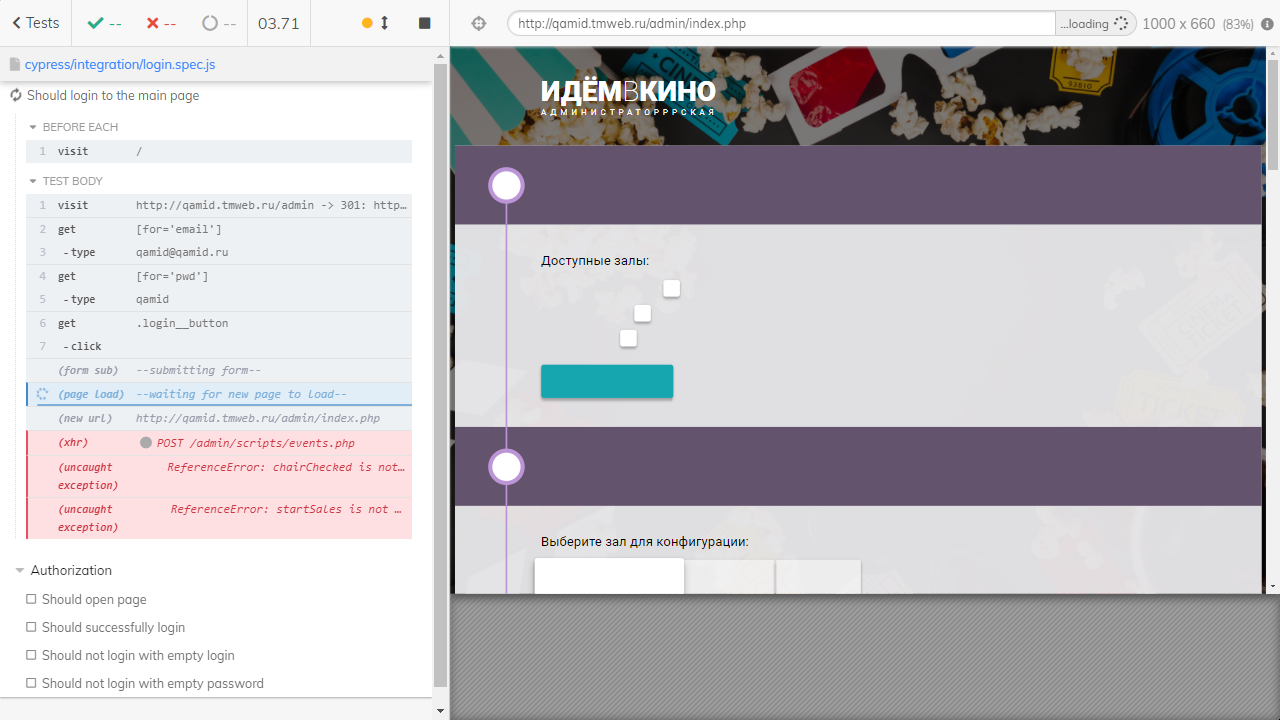 Tests
--
--
--
03.71
http://qamid.tmweb.ru/admin/index.php
...loading
1000 x 660 (83%)
cypress/integration/login.spec.js
Should login to the main page
BEFORE EACH
1 visit /
TEST BODY
1 visit http://qamid.tmweb.ru/admin -> 301: http...
2 get [for='email']
3 -type qamid@qamid.ru
4 get [for='pwd']
5 -type qamid
6 get .login__button
7 -click
(form sub) --submitting form--
(page load) --waiting for new page to load--
(new url) http://qamid.tmweb.ru/admin/index.php
(xhr) POST /admin/scripts/events.php
(uncaught exception) ReferenceError: chairChecked is not...
(uncaught exception) ReferenceError: startSales is not ...
Authorization
Should open page
Should successfully login
Should not login with empty login
Should not login with empty password
ИДЁМВКИНО
АДМИНИСТРАТОРРРСКАЯ
Доступные залы:
Выберите зал для конфигурации: